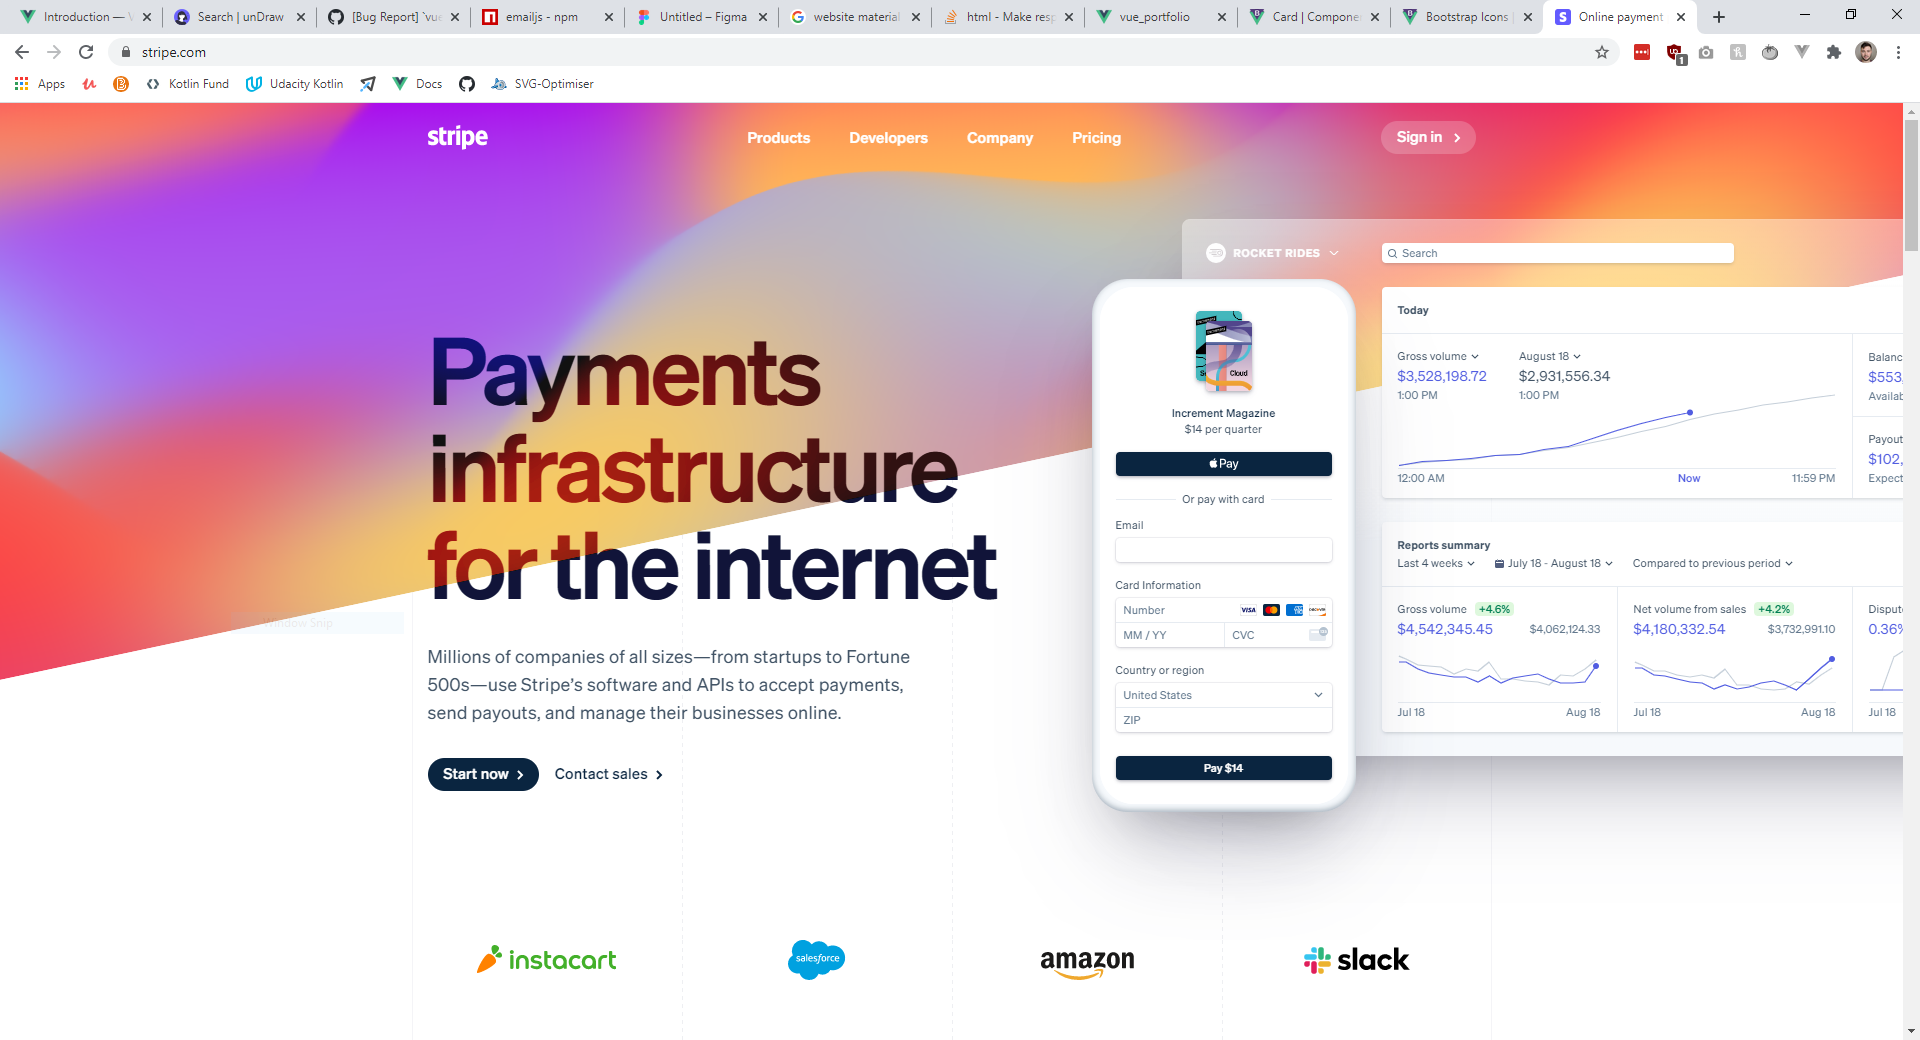 Introduction —
Search | unDraw
[Bug Report] `vue
emailjs - npm
Untitled – Figma
website material
html - Make resp
vue_portfolio
Card | Componen
Bootstrap Icons |
Online payment
stripe.com
1
Apps
Kotlin Fund
Udacity Kotlin
Docs
SVG-Optimiser
stripe
Products
Developers
Company
Pricing
Sign in
ROCKET RIDES
Search
Payments
infrastructure
for the internet
Window Snip
Millions of companies of all sizes—from startups to Fortune
500s—use Stripe’s software and APIs to accept payments,
send payouts, and manage their businesses online.
Start now
Contact sales
Cloud
Increment Magazine
$14 per quarter
Pay
Or pay with card
Email
Card Information
Number
VISA
DISCOVER
MM / YY
CVC
Country or region
United States
ZIP
Pay $14
Today
Gross volume
August 18
$3,528,198.72
$2,931,556.34
1:00 PM
1:00 PM
12:00 AM
Now
11:59 PM
Balanc
$553,
Availab
Payout
$102,
Expect
Reports summary
Last 4 weeks
July 18 - August 18
Compared to previous period
Gross volume +4.6%
$4,542,345.45
$4,062,124.33
Jul 18
Aug 18
Net volume from sales +4.2%
$4,180,332.54
$3,732,991.10
Jul 18
Aug 18
Dispute
0.36%
Jul 18
instacart
salesforce
amazon
slack